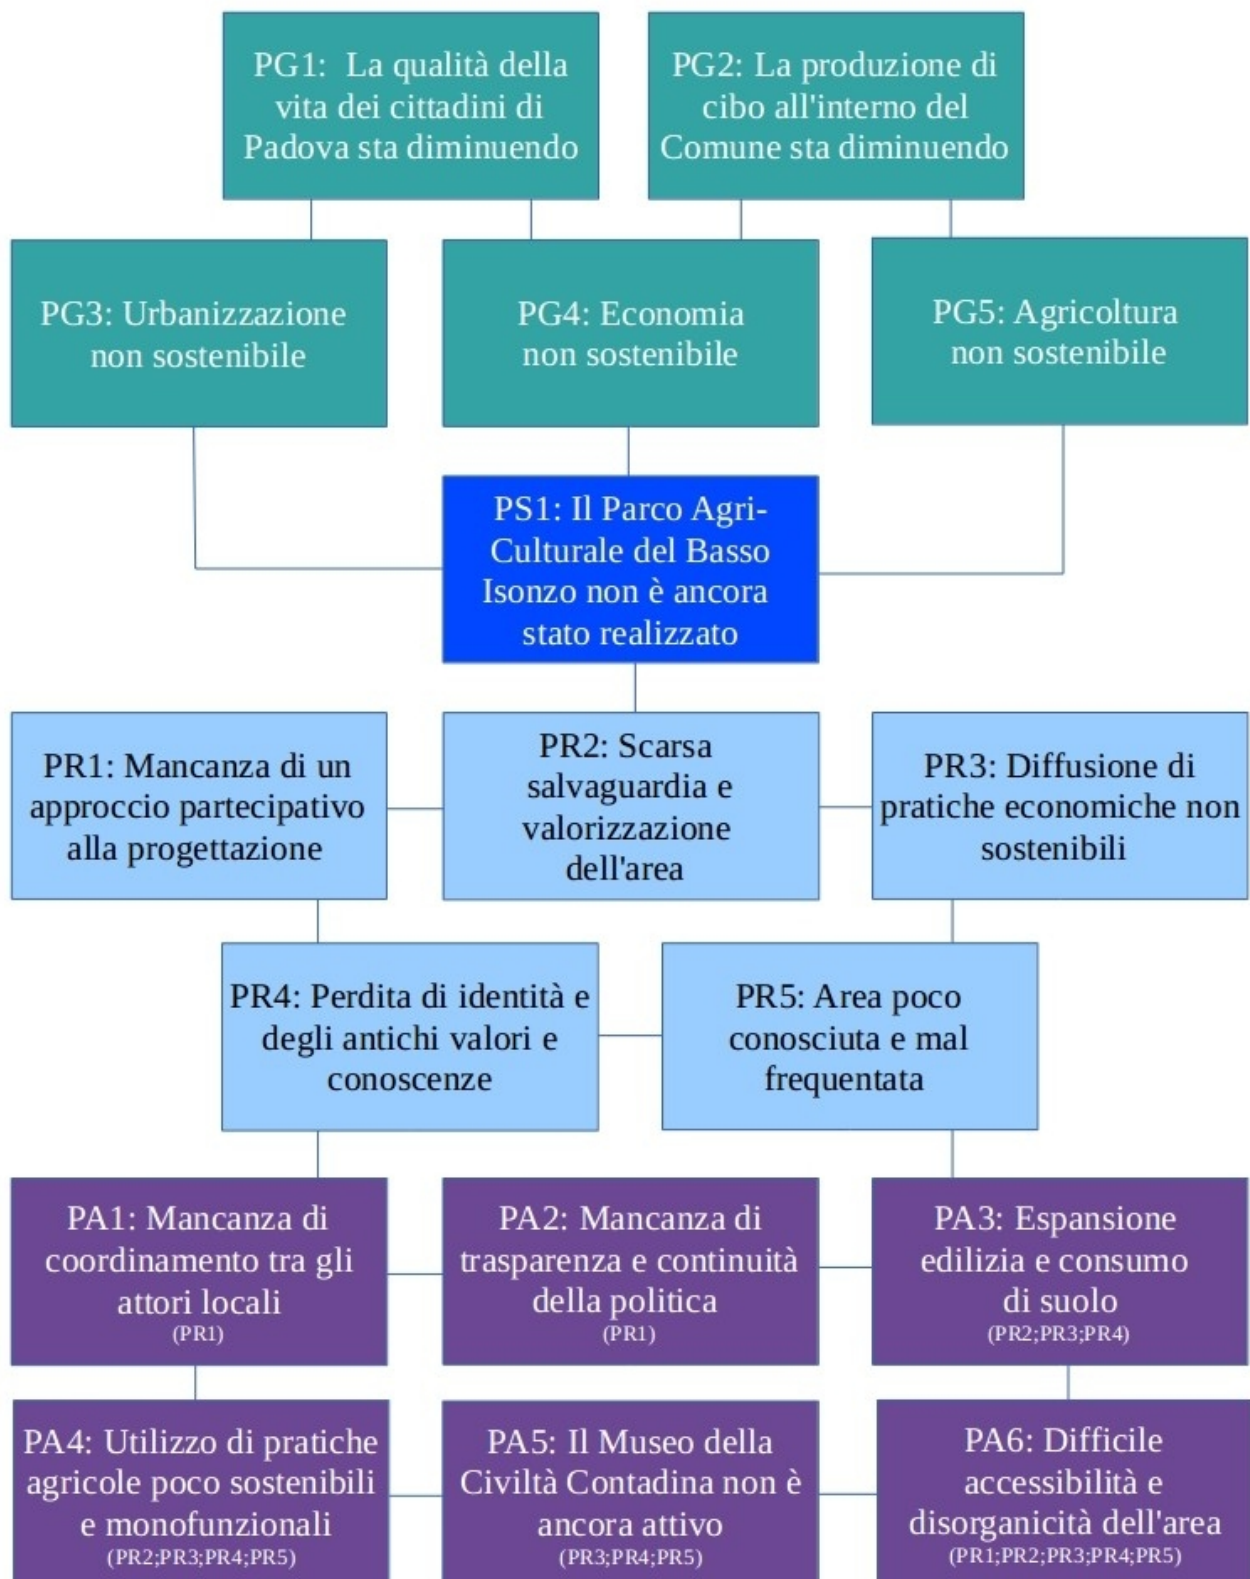 PG1:  La qualità della
vita dei cittadini di
Padova sta diminuendo
PG2: La produzione di
cibo all'interno del
Comune sta diminuendo
PG3: Urbanizzazione
non sostenibile
PG4: Economia
non sostenibile
PG5: Agricoltura
non sostenibile
PS1: Il Parco Agri-
Culturale del Basso
Isonzo non è ancora
stato realizzato
PR1: Mancanza di un
approccio partecipativo
alla progettazione
PR2: Scarsa
salvaguardia e
valorizzazione
dell'area
PR3: Diffusione di
pratiche economiche non
sostenibili
PR4: Perdita di identità e
degli antichi valori e
conoscenze
PR5: Area poco
conosciuta e mal
frequentata
PA1: Mancanza di
coordinamento tra gli
attori locali
(PR1)
PA2: Mancanza di
trasparenza e continuità
della politica
(PR1)
PA3: Espansione
edilizia e consumo
di suolo
(PR2;PR3;PR4)
PA4: Utilizzo di pratiche
agricole poco sostenibili
e monofunzionali
(PR2;PR3;PR4;PR5)
PA5: Il Museo della
Civiltà Contadina non è
ancora attivo
(PR3;PR4;PR5)
PA6: Difficile
accessibilità e
disorganicità dell'area
(PR1;PR2;PR3;PR4;PR5)